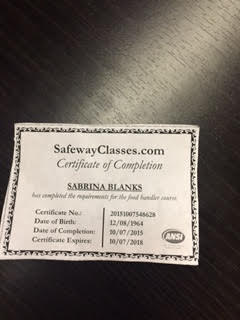 SafewayClasses.com
Certificate of Completion
SABRINA BLANKS
has completed the requirements for the food handler course.
Certificate No.: 20151007548628
Date of Birth: 12/08/1964
Date of Completion: 10/07/2015
Certificate Expires: 10/07/2018
ANSI